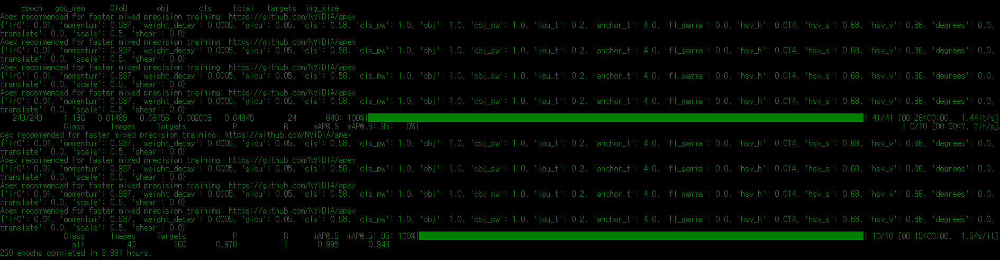 Epoch gpu_mem GIoU obj cls total targets img_size
Apex recommended for faster mixed precision training: https://github.com/NVIDIA/apex
{'lr0': 0.01, 'momentum': 0.937, 'weight_decay': 0.0005, 'giou': 0.05, 'cls': 0.58, 'cls_pw': 1.0, 'obj': 1.0, 'obj_pw': 1.0, 'iou_t': 0.2, 'anchor_t': 4.0, 'fl_gamma': 0.0, 'hsv_h': 0.014, 'hsv_s': 0.68, 'hsv_v': 0.36, 'degrees': 0.0, '
translate': 0.0, 'scale': 0.5, 'shear': 0.0}
Apex recommended for faster mixed precision training: https://github.com/NVIDIA/apex
{'lr0': 0.01, 'momentum': 0.937, 'weight_decay': 0.0005, 'giou': 0.05, 'cls': 0.58, 'cls_pw': 1.0, 'obj': 1.0, 'obj_pw': 1.0, 'iou_t': 0.2, 'anchor_t': 4.0, 'fl_gamma': 0.0, 'hsv_h': 0.014, 'hsv_s': 0.68, 'hsv_v': 0.36, 'degrees': 0.0, '
translate': 0.0, 'scale': 0.5, 'shear': 0.0}
Apex recommended for faster mixed precision training: https://github.com/NVIDIA/apex
{'lr0': 0.01, 'momentum': 0.937, 'weight_decay': 0.0005, 'giou': 0.05, 'cls': 0.58, 'cls_pw': 1.0, 'obj': 1.0, 'obj_pw': 1.0, 'iou_t': 0.2, 'anchor_t': 4.0, 'fl_gamma': 0.0, 'hsv_h': 0.014, 'hsv_s': 0.68, 'hsv_v': 0.36, 'degrees': 0.0, '
translate': 0.0, 'scale': 0.5, 'shear': 0.0}
Apex recommended for faster mixed precision training: https://github.com/NVIDIA/apex
{'lr0': 0.01, 'momentum': 0.937, 'weight_decay': 0.0005, 'giou': 0.05, 'cls': 0.58, 'cls_pw': 1.0, 'obj': 1.0, 'obj_pw': 1.0, 'iou_t': 0.2, 'anchor_t': 4.0, 'fl_gamma': 0.0, 'hsv_h': 0.014, 'hsv_s': 0.68, 'hsv_v': 0.36, 'degrees': 0.0, '
translate': 0.0, 'scale': 0.5, 'shear': 0.0}
249/249 1.13G 0.01489 0.03156 0.002003 0.04845 24 640: 100%| | 41/41 [00:28<00:00, 1.44it/s]
Class Images Targets P R mAP@.5 mAP@.5:.95: 0%| | 0/10 [00:00<?, ?it/s]
pex recommended for faster mixed precision training: https://github.com/NVIDIA/apex
{'lr0': 0.01, 'momentum': 0.937, 'weight_decay': 0.0005, 'giou': 0.05, 'cls': 0.58, 'cls_pw': 1.0, 'obj': 1.0, 'obj_pw': 1.0, 'iou_t': 0.2, 'anchor_t': 4.0, 'fl_gamma': 0.0, 'hsv_h': 0.014, 'hsv_s': 0.68, 'hsv_v': 0.36, 'degrees': 0.0, '
translate': 0.0, 'scale': 0.5, 'shear': 0.0}
Apex recommended for faster mixed precision training: https://github.com/NVIDIA/apex
{'lr0': 0.01, 'momentum': 0.937, 'weight_decay': 0.0005, 'giou': 0.05, 'cls': 0.58, 'cls_pw': 1.0, 'obj': 1.0, 'obj_pw': 1.0, 'iou_t': 0.2, 'anchor_t': 4.0, 'fl_gamma': 0.0, 'hsv_h': 0.014, 'hsv_s': 0.68, 'hsv_v': 0.36, 'degrees': 0.0, '
translate': 0.0, 'scale': 0.5, 'shear': 0.0}
Apex recommended for faster mixed precision training: https://github.com/NVIDIA/apex
{'lr0': 0.01, 'momentum': 0.937, 'weight_decay': 0.0005, 'giou': 0.05, 'cls': 0.58, 'cls_pw': 1.0, 'obj': 1.0, 'obj_pw': 1.0, 'iou_t': 0.2, 'anchor_t': 4.0, 'fl_gamma': 0.0, 'hsv_h': 0.014, 'hsv_s': 0.68, 'hsv_v': 0.36, 'degrees': 0.0, '
translate': 0.0, 'scale': 0.5, 'shear': 0.0}
Apex recommended for faster mixed precision training: https://github.com/NVIDIA/apex
{'lr0': 0.01, 'momentum': 0.937, 'weight_decay': 0.0005, 'giou': 0.05, 'cls': 0.58, 'cls_pw': 1.0, 'obj': 1.0, 'obj_pw': 1.0, 'iou_t': 0.2, 'anchor_t': 4.0, 'fl_gamma': 0.0, 'hsv_h': 0.014, 'hsv_s': 0.68, 'hsv_v': 0.36, 'degrees': 0.0, '
translate': 0.0, 'scale': 0.5, 'shear': 0.0}
Class Images Targets P R mAP@.5 mAP@.5:.95: 100%| | 10/10 [00:15<00:00, 1.54s/it]
all 40 160 0.978 1 0.995 0.948
250 epochs completed in 3.881 hours.